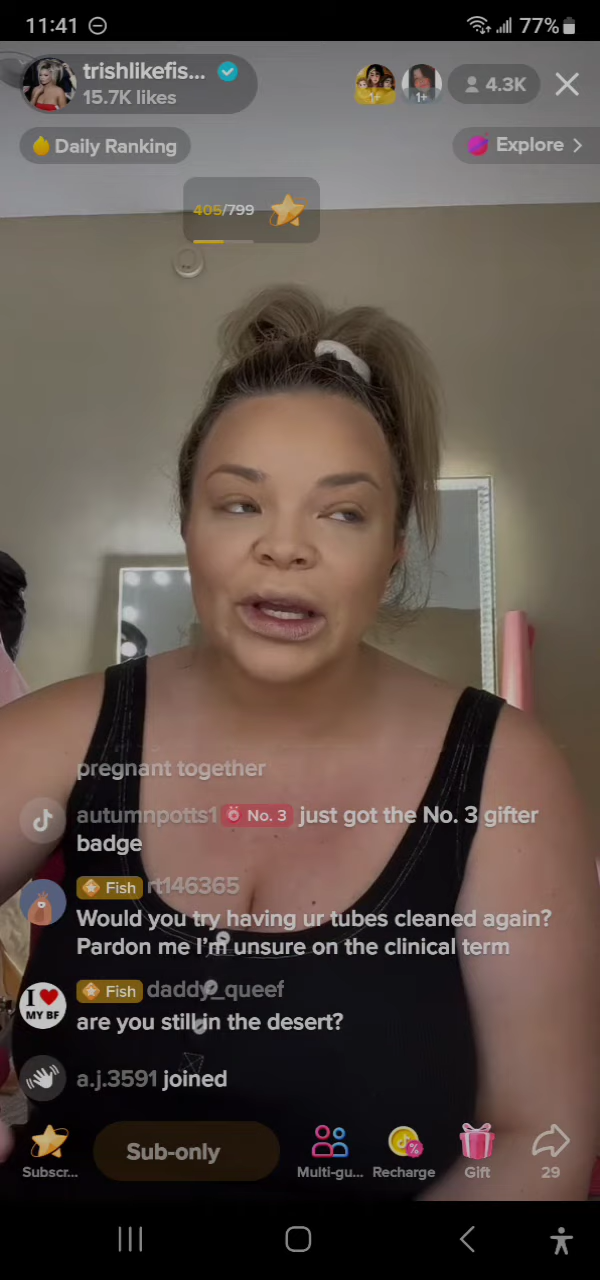 11:41
77%
trishlikefis...
15.7K likes
1+
1+
4.3K
Daily Ranking
Explore >
405/799
pregnant together
autumnpotts1 No. 3 just got the No. 3 gifter
badge
Fish rt146365
Would you try having ur tubes cleaned again?
Pardon me I'm unsure on the clinical term
I ❤ MY BF
Fish daddy_queef
are you still in the desert?
a.j.3591 joined
Sub-only
Subscr...
Multi-gu...
Recharge
Gift
29